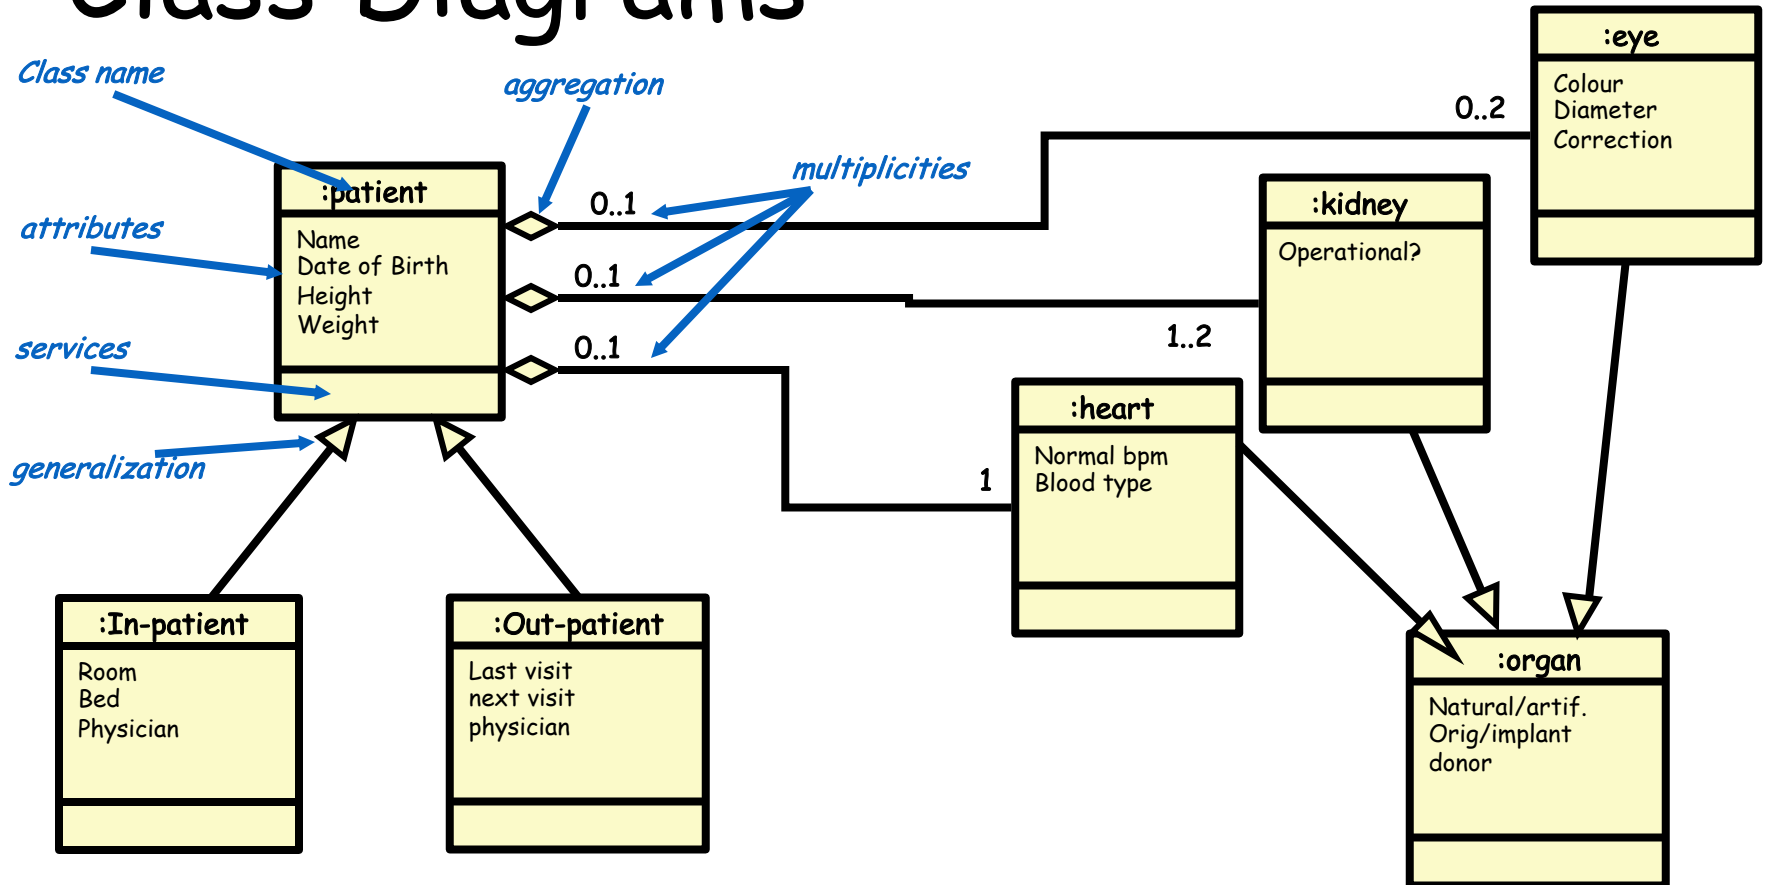 Class Diagrams
Class name
aggregation
:eye
Colour
Diameter
Correction
0..2
multiplicities
:patient
Name
Date of Birth
Height
Weight
0..1
0..1
0..1
attributes
services
generalization
:kidney
Operational?
1..2
:heart
Normal bpm
Blood type
1
:In-patient
Room
Bed
Physician
:Out-patient
Last visit
next visit
physician
:organ
Natural/artif.
Orig/implant
donor